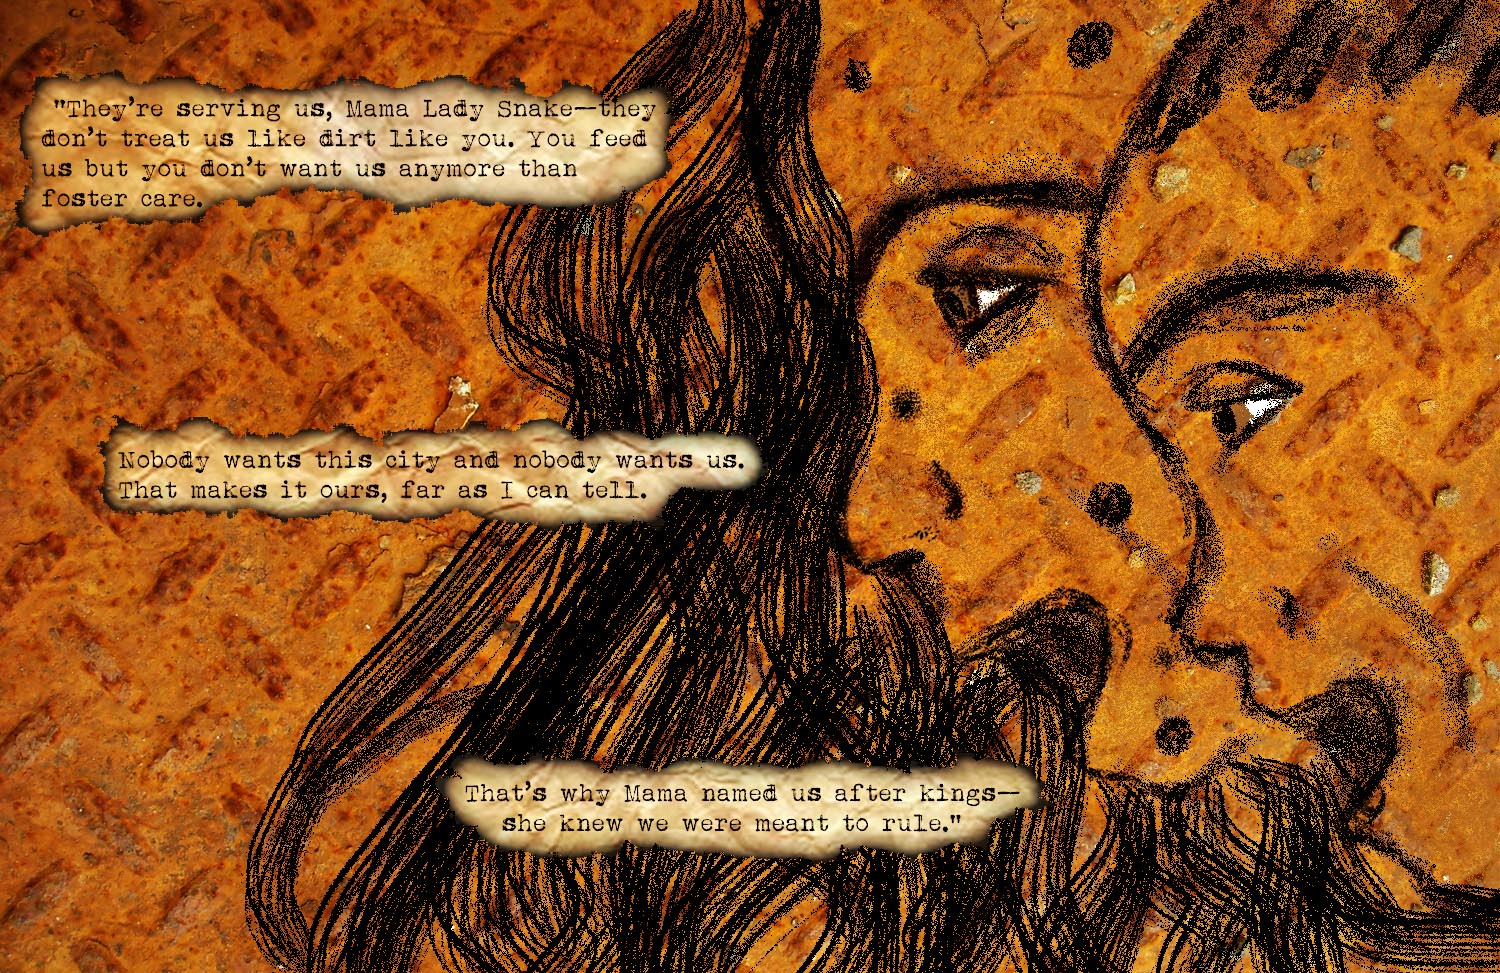 "They're serving us, Mama Lady Snake—they
don't treat us like dirt like you. You feed
us but you don't want us anymore than
foster care.
Nobody wants this city and nobody wants us.
That makes it ours, far as I can tell.
That's why Mama named us after kings—
she knew we were meant to rule."